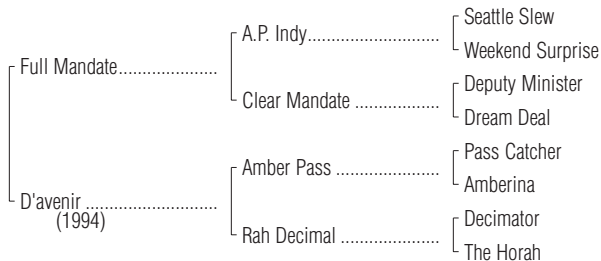 Seattle Slew
A.P. Indy
Weekend Surprise
Full Mandate
Deputy Minister
Clear Mandate
Dream Deal
Pass Catcher
Amber Pass
Amberina
D'avenir
(1994)
Decimator
Rah Decimal
The Horah